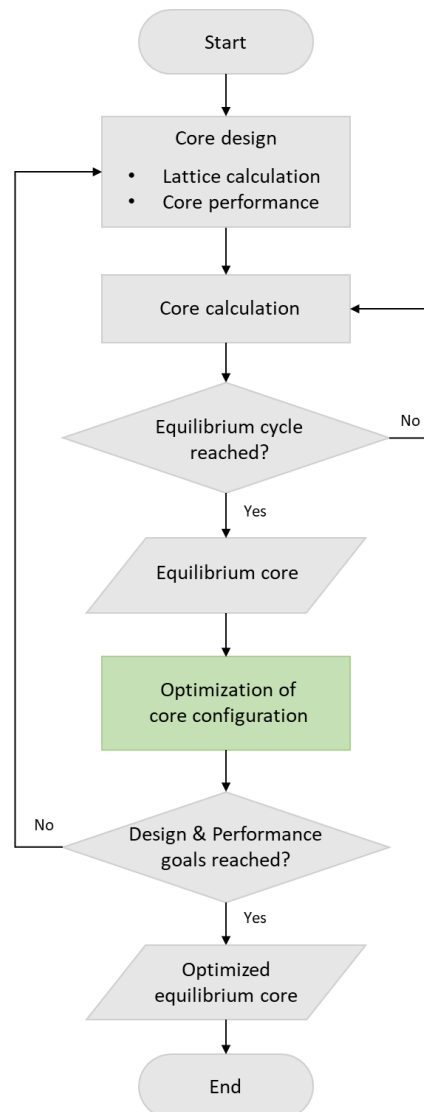 Start
Core design
• Lattice calculation
• Core performance
Core calculation
Equilibrium cycle
reached?
No
Yes
Equilibrium core
Optimization of
core configuration
Design & Performance
goals reached?
No
Yes
Optimized
equilibrium core
End